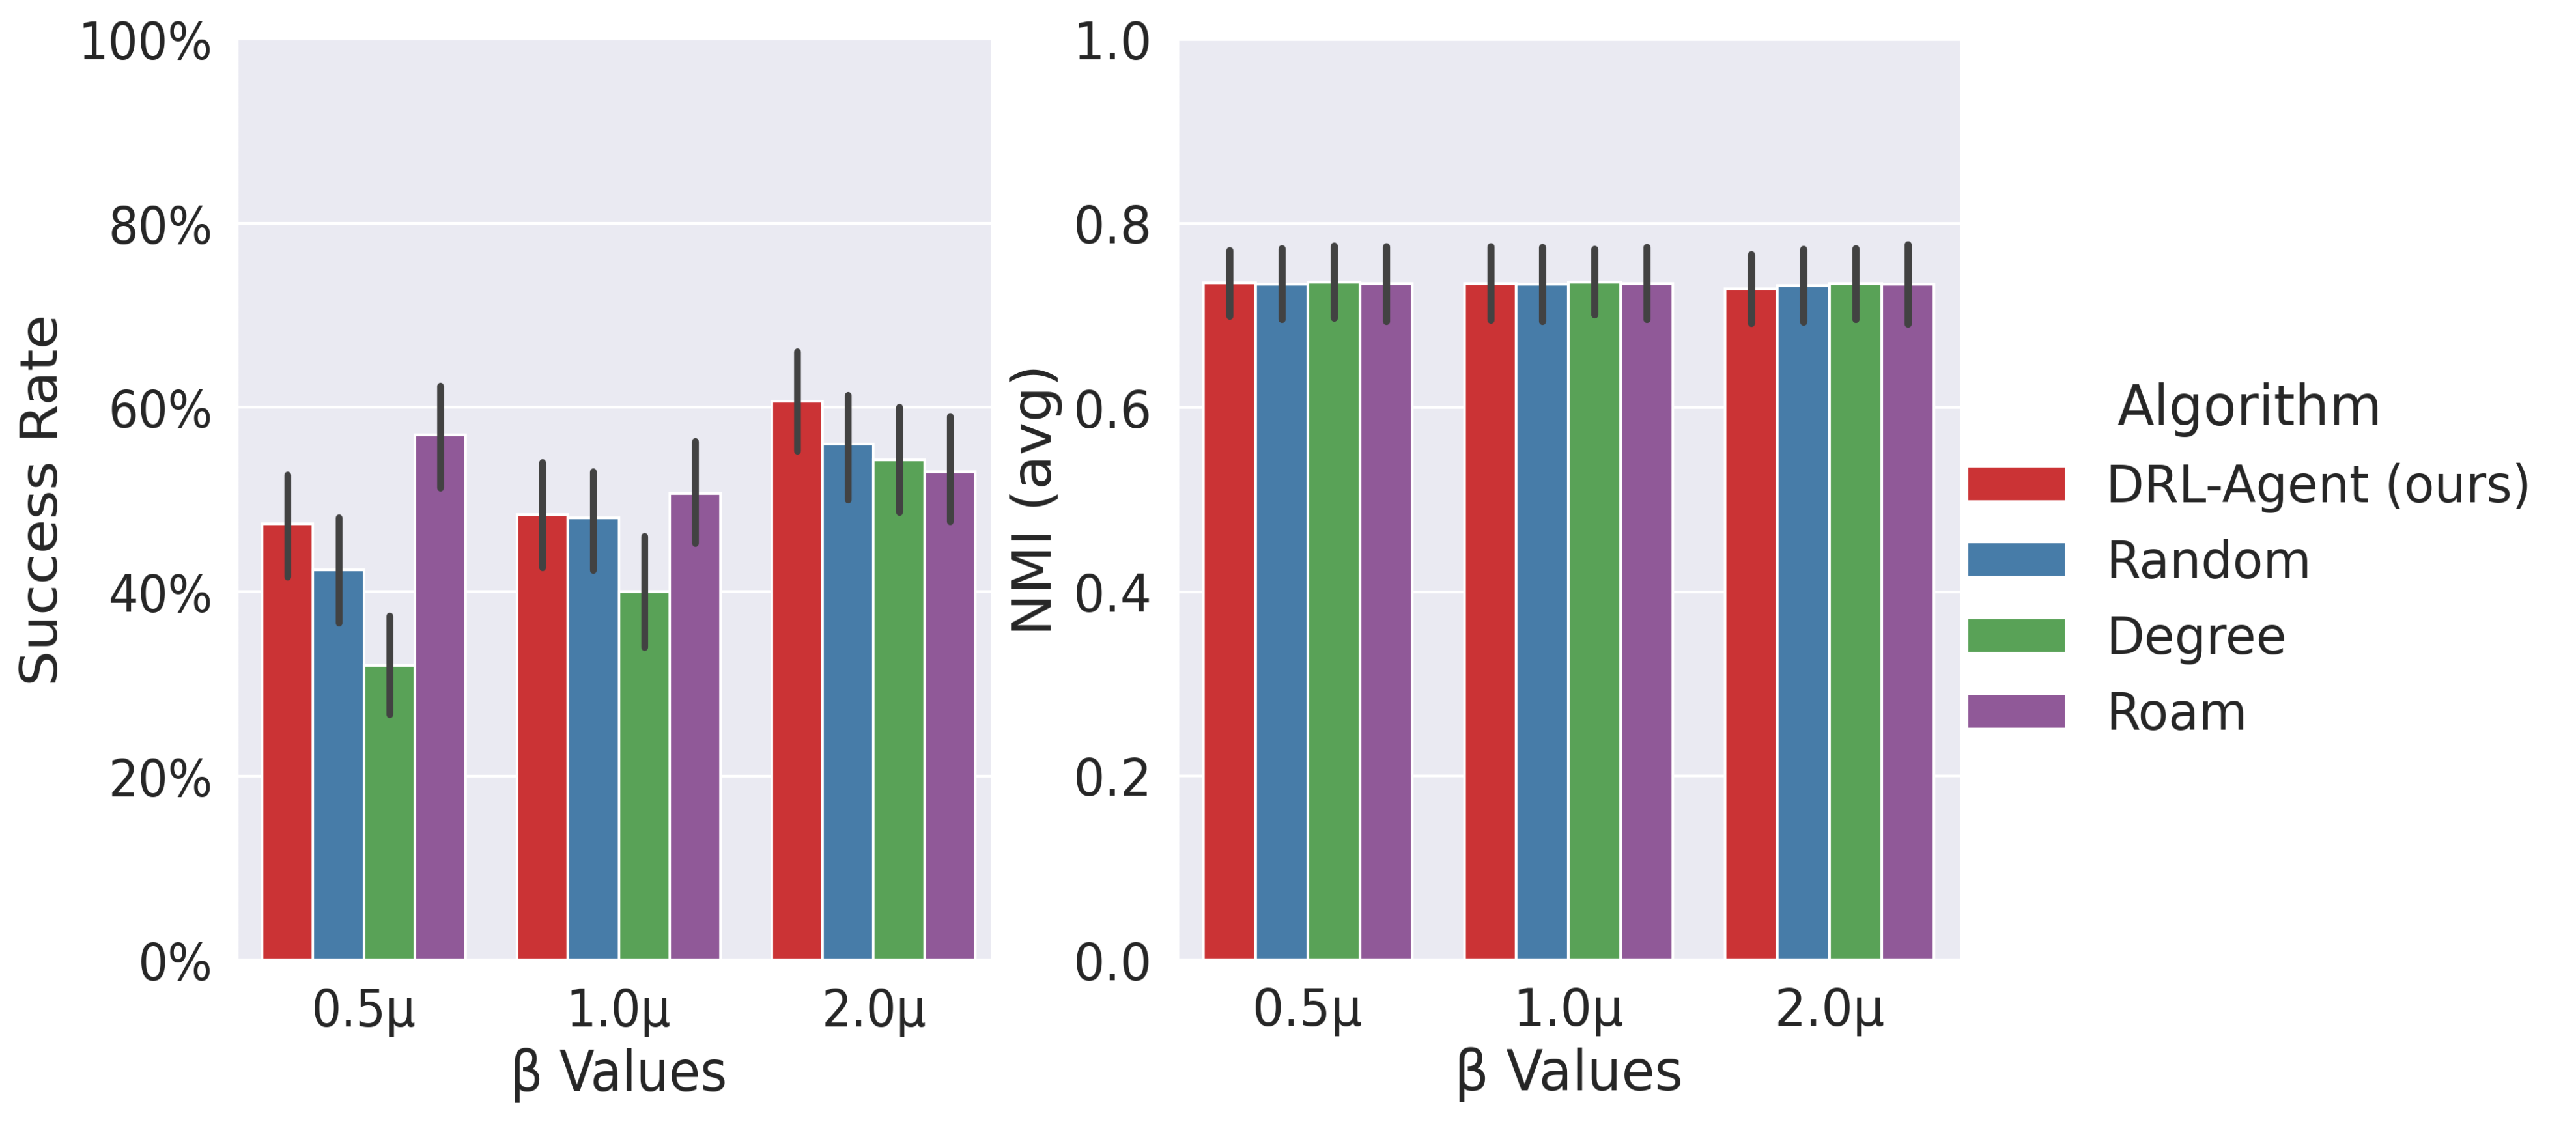 Success Rate
100%
80%
60%
40%
20%
0%
0.5μ 1.0μ 2.0μ
β Values
NMI (avg)
1.0
0.8
0.6
0.4
0.2
0.0
0.5μ 1.0μ 2.0μ
β Values
Algorithm
DRL-Agent (ours)
Random
Degree
Roam